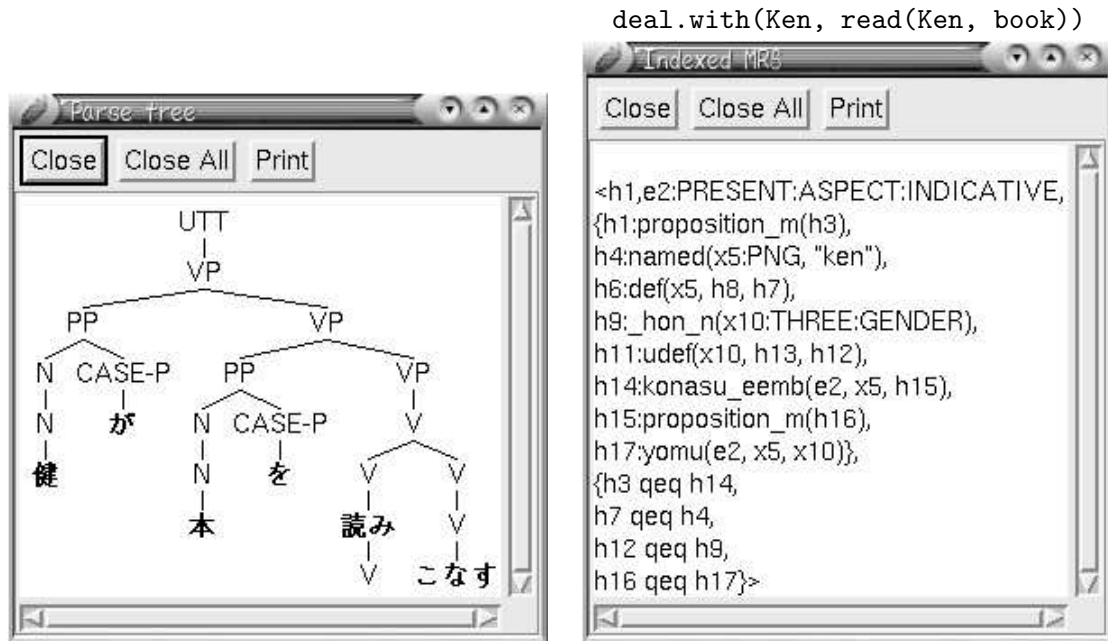 deal.with(Ken, read(Ken, book))
Parse tree
Close Close All Print
UTT
VP
PP VP
N CASE-P PP VP
N が N CASE-P V
健 N を V V
本 読み V
V こなす
Indexed MRS
Close Close All Print
<h1,e2:PRESENT:ASPECT:INDICATIVE,
{h1:proposition_m(h3),
h4:named(x5:PNG, "ken"),
h6:def(x5, h8, h7),
h9:_hon_n(x10:THREE:GENDER),
h11:udef(x10, h13, h12),
h14:konasu_eemb(e2, x5, h15),
h15:proposition_m(h16),
h17:yomu(e2, x5, x10)},
{h3 qeq h14,
h7 qeq h4,
h12 qeq h9,
h16 qeq h17}>